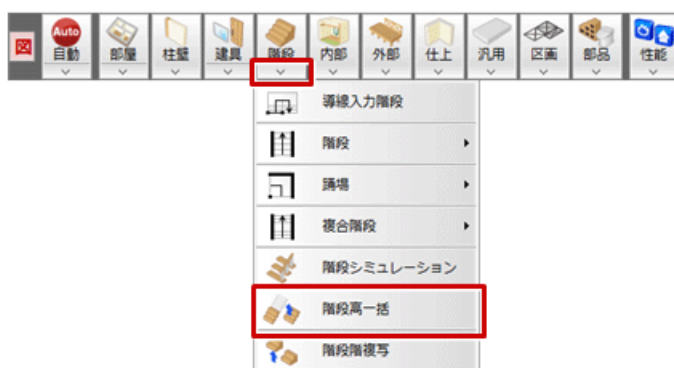 Auto
自動 部屋 柱壁 建具 階段 内部 外部 仕上 汎用 区画 部品 性能
導線入力階段
階段
踊場
複合階段
階段シミュレーション
階段高一括
階段階複写